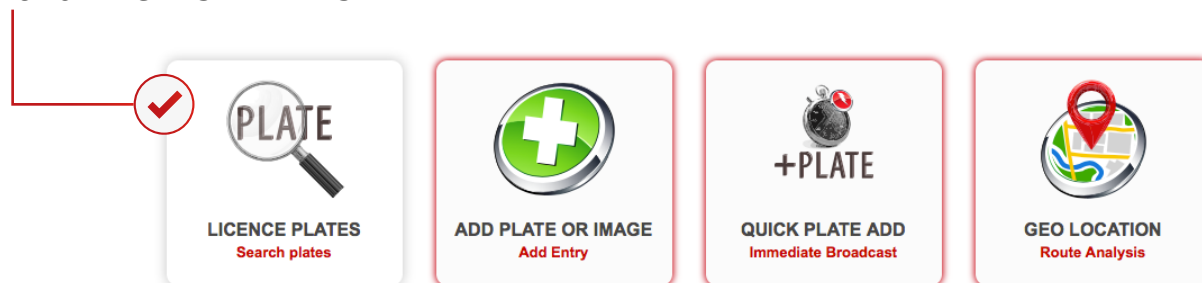 PLATE
LICENCE PLATES
Search plates
ADD PLATE OR IMAGE
Add Entry
+PLATE
QUICK PLATE ADD
Immediate Broadcast
GEO LOCATION
Route Analysis